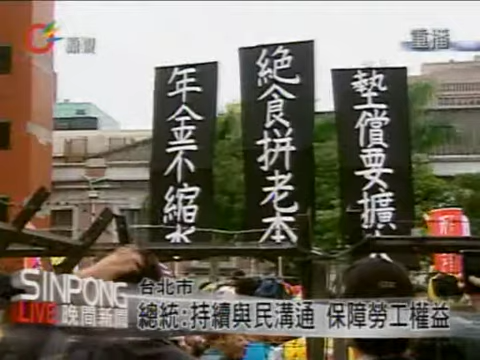 重播
年金不縮水
絕食拼老本
墊償要擴
台北市
SINPONG
LIVE 晚間新聞
總統:持續與民溝通 保障勞工權益